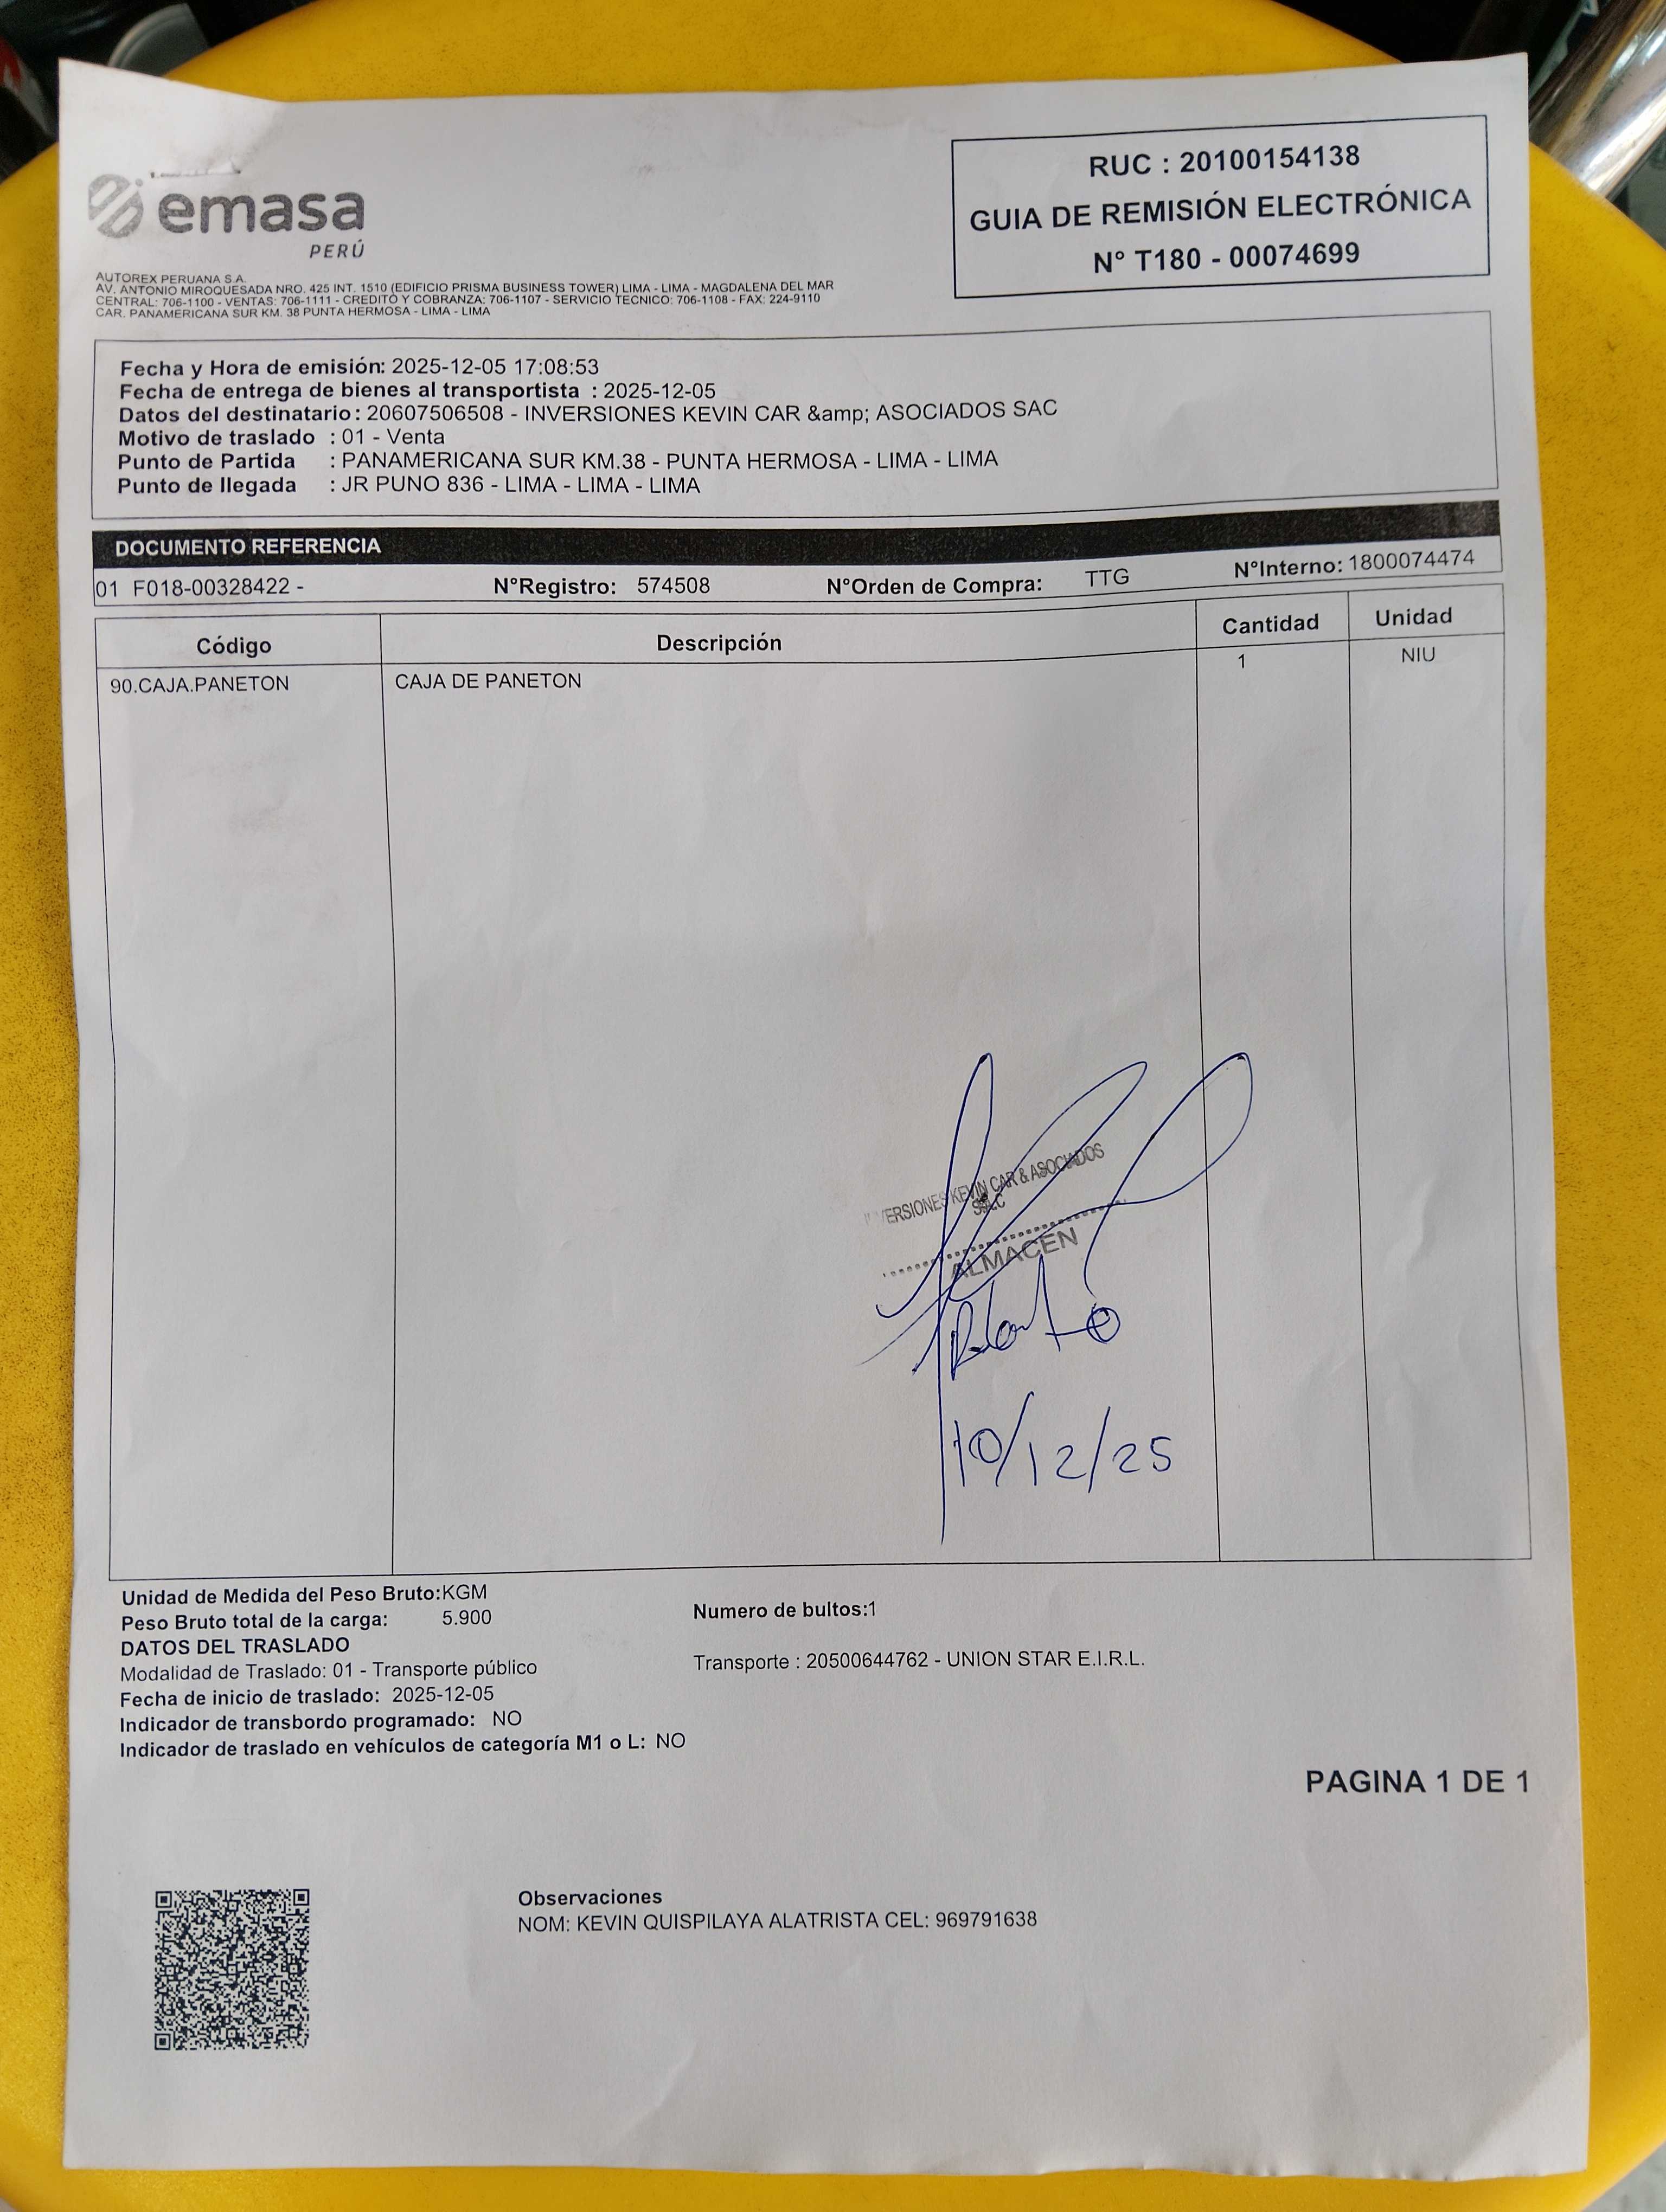 emasa
PERÚ
RUC : 20100154138
GUIA DE REMISIÓN ELECTRÓNICA
N° T180 - 00074699
AUTOREX PERUANA S.A.
AV. ANTONIO MIROQUESADA NRO. 425 INT. 1510 (EDIFICIO PRISMA BUSINESS TOWER) LIMA - LIMA - MAGDALENA DEL MAR
CENTRAL: 706-1100 - VENTAS: 706-1111 - CREDITO Y COBRANZA: 706-1107 - SERVICIO TECNICO: 706-1108 - FAX: 224-9110
CAR. PANAMERICANA SUR KM. 38 PUNTA HERMOSA - LIMA - LIMA
Fecha y Hora de emisión: 2025-12-05 17:08:53
Fecha de entrega de bienes al transportista : 2025-12-05
Datos del destinatario : 20607506508 - INVERSIONES KEVIN CAR &amp; ASOCIADOS SAC
Motivo de traslado : 01 - Venta
Punto de Partida : PANAMERICANA SUR KM.38 - PUNTA HERMOSA - LIMA - LIMA
Punto de llegada : JR PUNO 836 - LIMA - LIMA - LIMA
DOCUMENTO REFERENCIA
01 F018-00328422 - N°Registro: 574508 N°Orden de Compra: TTG N°Interno: 1800074474
Código Descripción Cantidad Unidad
90.CAJA.PANETON CAJA DE PANETON 1 NIU
INVERSIONES KEVIN CAR & ASOCIADOS
ALMACEN
10/12/25
Unidad de Medida del Peso Bruto:KGM
Peso Bruto total de la carga: 5.900 Numero de bultos:1
DATOS DEL TRASLADO
Modalidad de Traslado: 01 - Transporte público Transporte : 20500644762 - UNION STAR E.I.R.L.
Fecha de inicio de traslado: 2025-12-05
Indicador de transbordo programado: NO
Indicador de traslado en vehículos de categoría M1 o L: NO
PAGINA 1 DE 1
Observaciones
NOM: KEVIN QUISPILAYA ALATRISTA CEL: 969791638